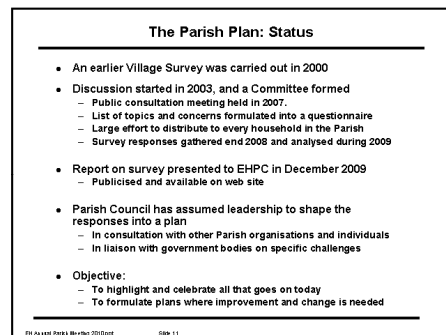 The Parish Plan: Status
• An earlier Village Survey was carried out in 2000
• Discussion started in 2003, and a Committee formed
– Public consultation meeting held in 2007.
– List of topics and concerns formulated into a questionnaire
– Large effort to distribute to every household in the Parish
– Survey responses gathered end 2008 and analysed during 2009
• Report on survey presented to EHPC in December 2009
– Publicised and available on web site
• Parish Council has assumed leadership to shape the
responses into a plan
– In consultation with other Parish organisations and individuals
– In liaison with government bodies on specific challenges
• Objective:
– To highlight and celebrate all that goes on today
– To formulate plans where improvement and change is needed
EH Annual Parish Meeting 2010.ppt Slide 11